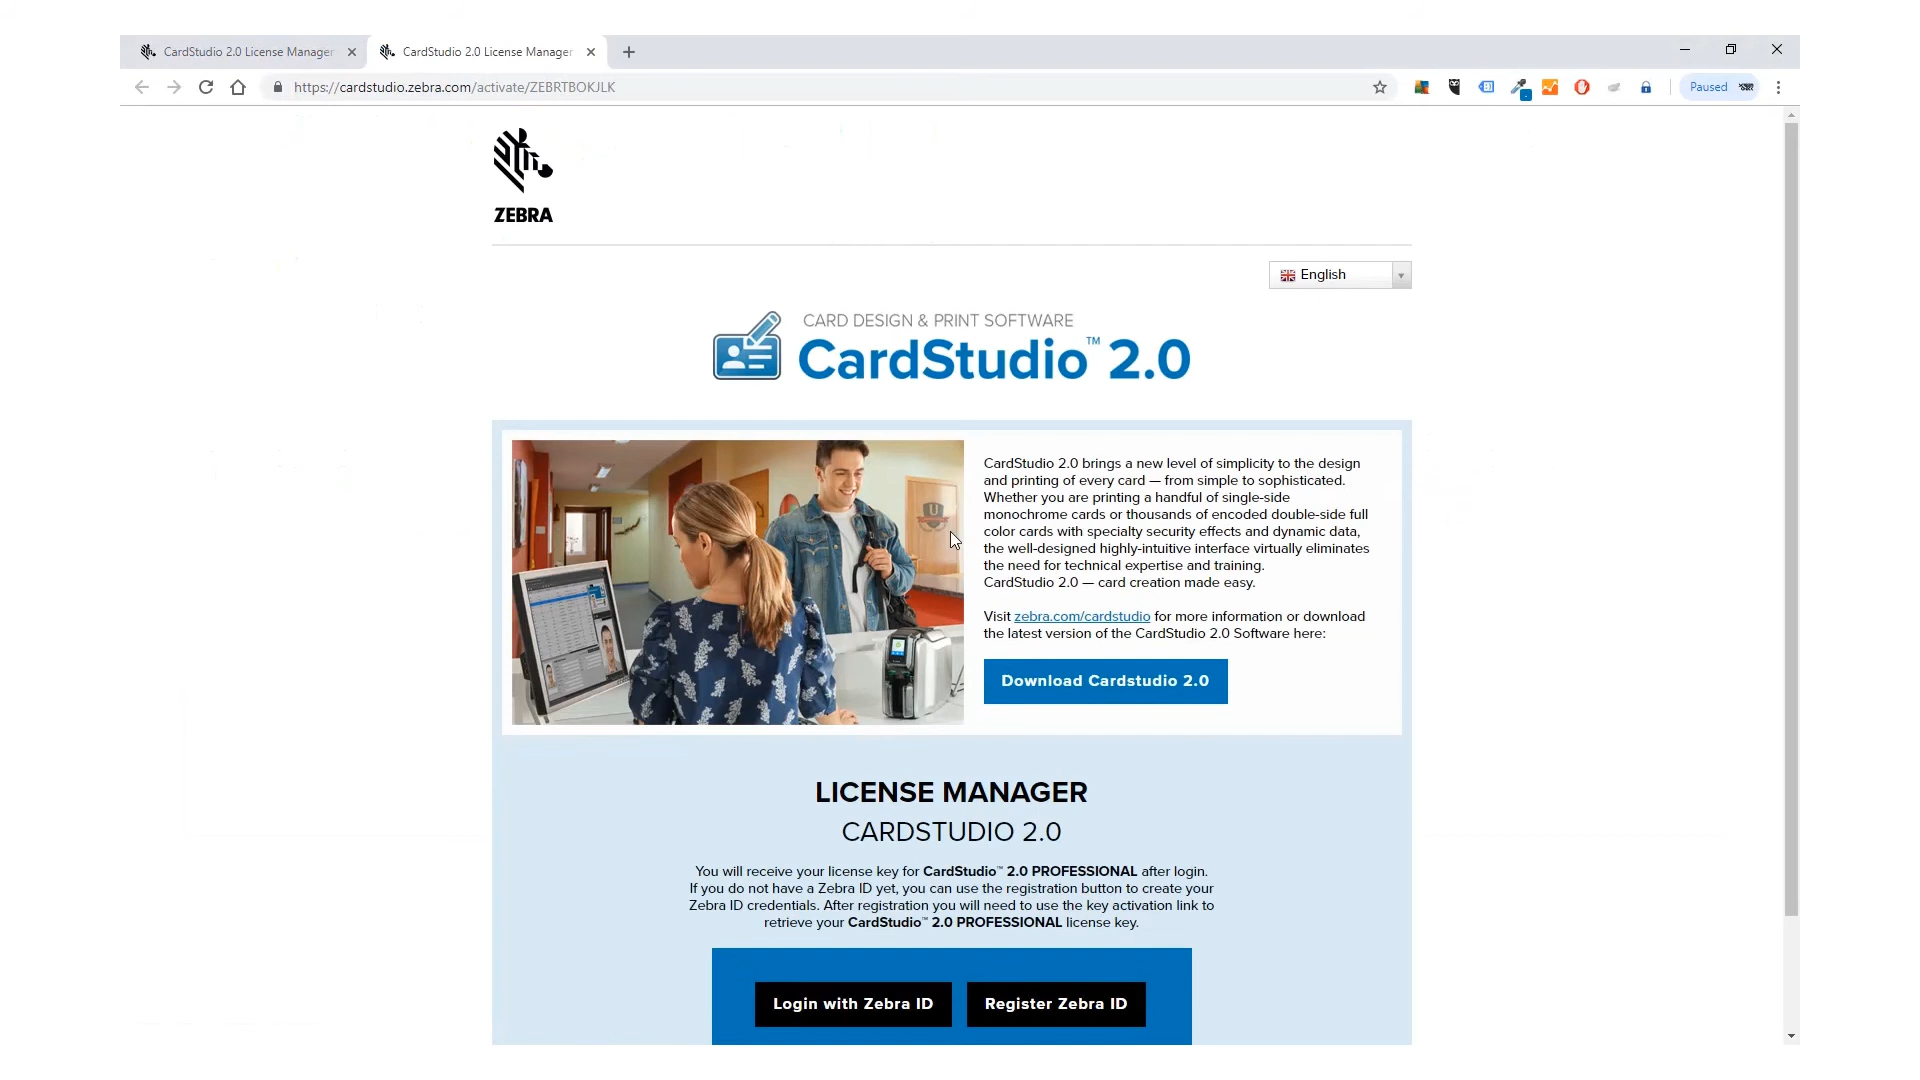 CardStudio 2.0 License Manager
CardStudio 2.0 License Manager
https://cardstudio.zebra.com/activate/ZEBRTBOKJLK
Paused
ZEBRA
English
CARD DESIGN & PRINT SOFTWARE
CardStudio™ 2.0
CardStudio 2.0 brings a new level of simplicity to the design
and printing of every card — from simple to sophisticated.
Whether you are printing a handful of single-side
monochrome cards or thousands of encoded double-side full
color cards with specialty security effects and dynamic data,
the well-designed highly-intuitive interface virtually eliminates
the need for technical expertise and training.
CardStudio 2.0 — card creation made easy.
Visit zebra.com/cardstudio for more information or download
the latest version of the CardStudio 2.0 Software here:
Download Cardstudio 2.0
LICENSE MANAGER
CARDSTUDIO 2.0
You will receive your license key for CardStudio™ 2.0 PROFESSIONAL after login.
If you do not have a Zebra ID yet, you can use the registration button to create your
Zebra ID credentials. After registration you will need to use the key activation link to
retrieve your CardStudio™ 2.0 PROFESSIONAL license key.
Login with Zebra ID
Register Zebra ID